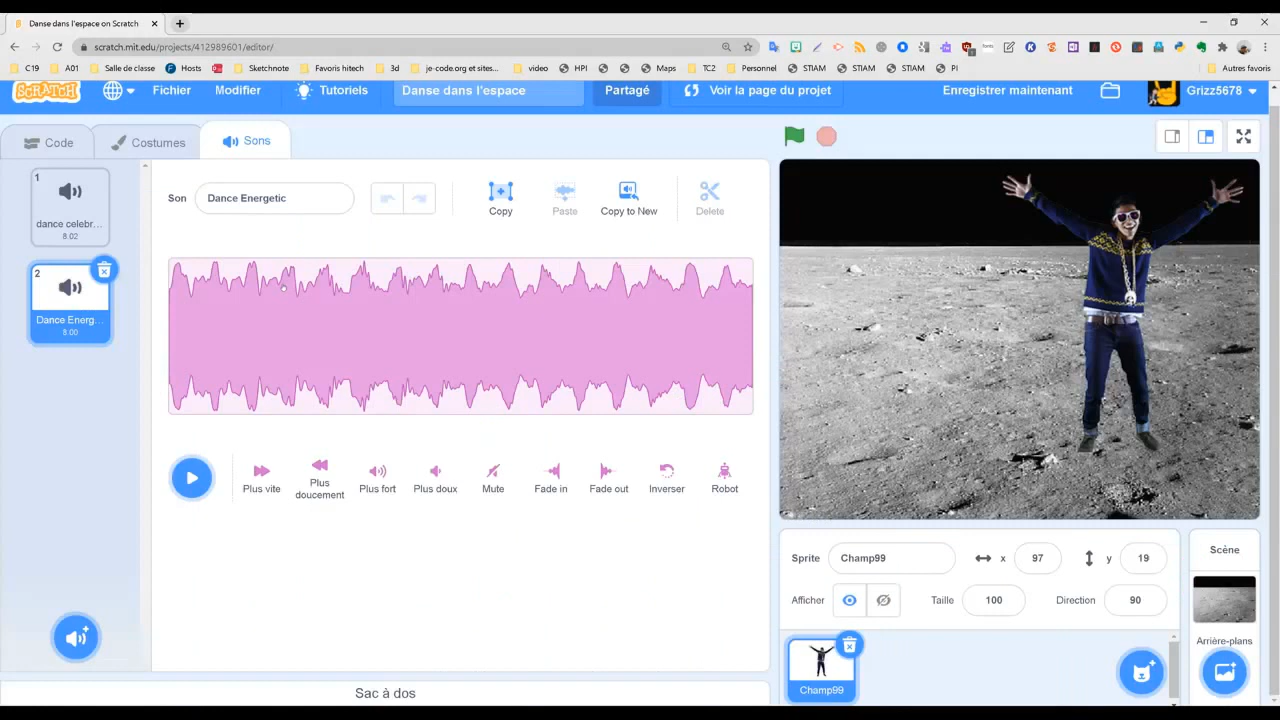 Danse dans l'espace on Scratch
scratch.mit.edu/projects/412989601/editor/
C19 A01 Salle de classe Hosts Sketchnote Favoris hitech 3d je-code.org et sites... video HPI Maps TC2 Personnel STIAM STIAM STIAM PI Autres favoris
SCRATCH Fichier Modifier Tutoriels Danse dans l'espace Partagé Voir la page du projet Enregistrer maintenant Grizz5678
Code Costumes Sons
1
dance celebr...
8.02
2
Dance Energ...
8.00
Son Dance Energetic Copy Paste Copy to New Delete
Plus vite Plus doucement Plus fort Plus doux Mute Fade in Fade out Inverser Robot
Sprite Champ99 x 97 y 19
Afficher Taille 100 Direction 90
Champ99
Scène
Arrière-plans
Sac à dos